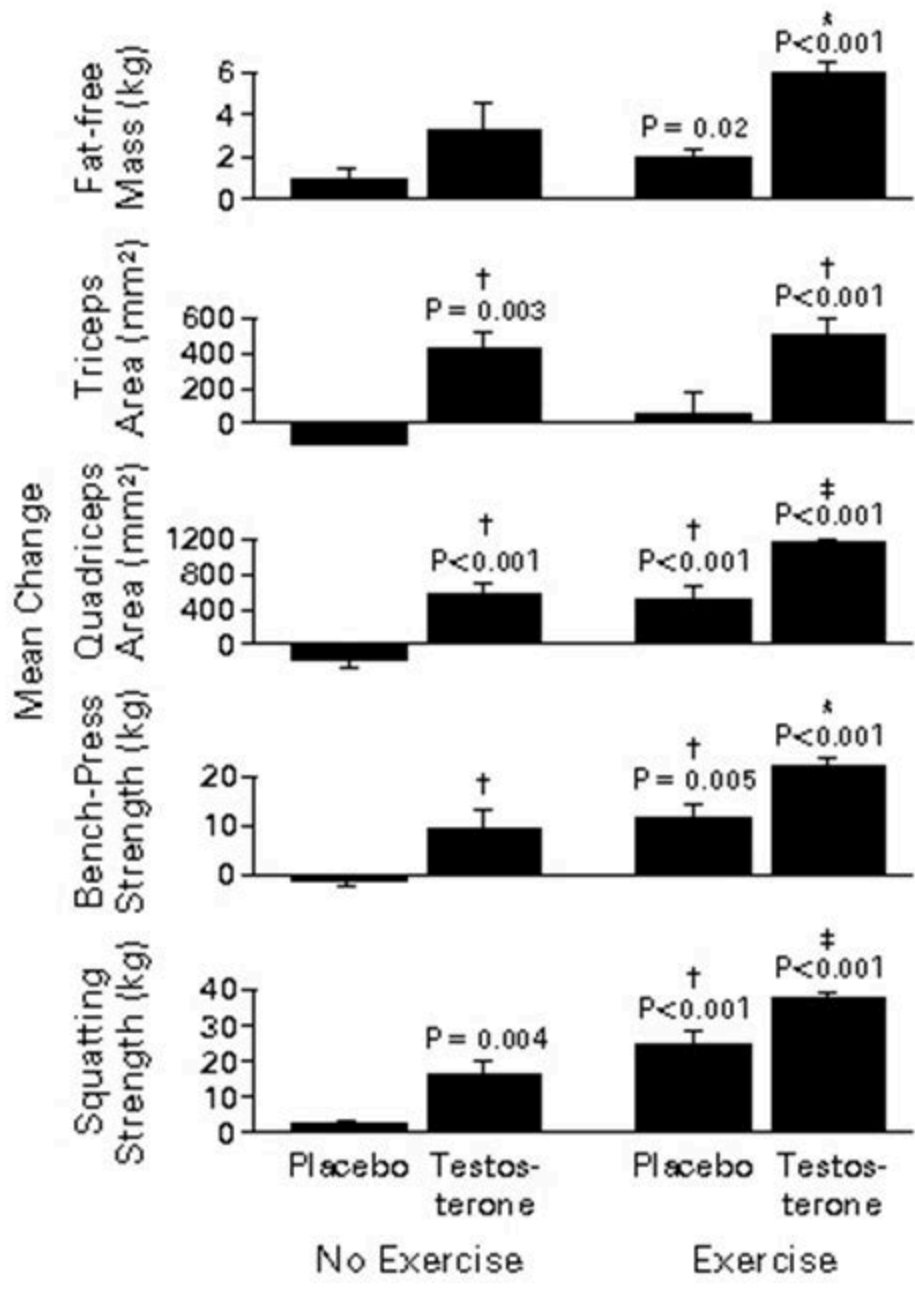 Mean Change
Fat-free
Mass (kg)
6
4
2
0
P = 0.02
*
P<0.001
Triceps
Area (mm²)
600
400
200
0
†
P = 0.003
†
P<0.001
Quadriceps
Area (mm²)
1200
800
400
0
†
P<0.001
†
P<0.001
‡
P<0.001
Bench-Press
Strength (kg)
20
10
0
†
†
P = 0.005
*
P<0.001
Squatting
Strength (kg)
40
30
20
10
0
P = 0.004
†
P<0.001
‡
P<0.001
Placebo
Testos-
terone
Placebo
Testos-
terone
No Exercise
Exercise